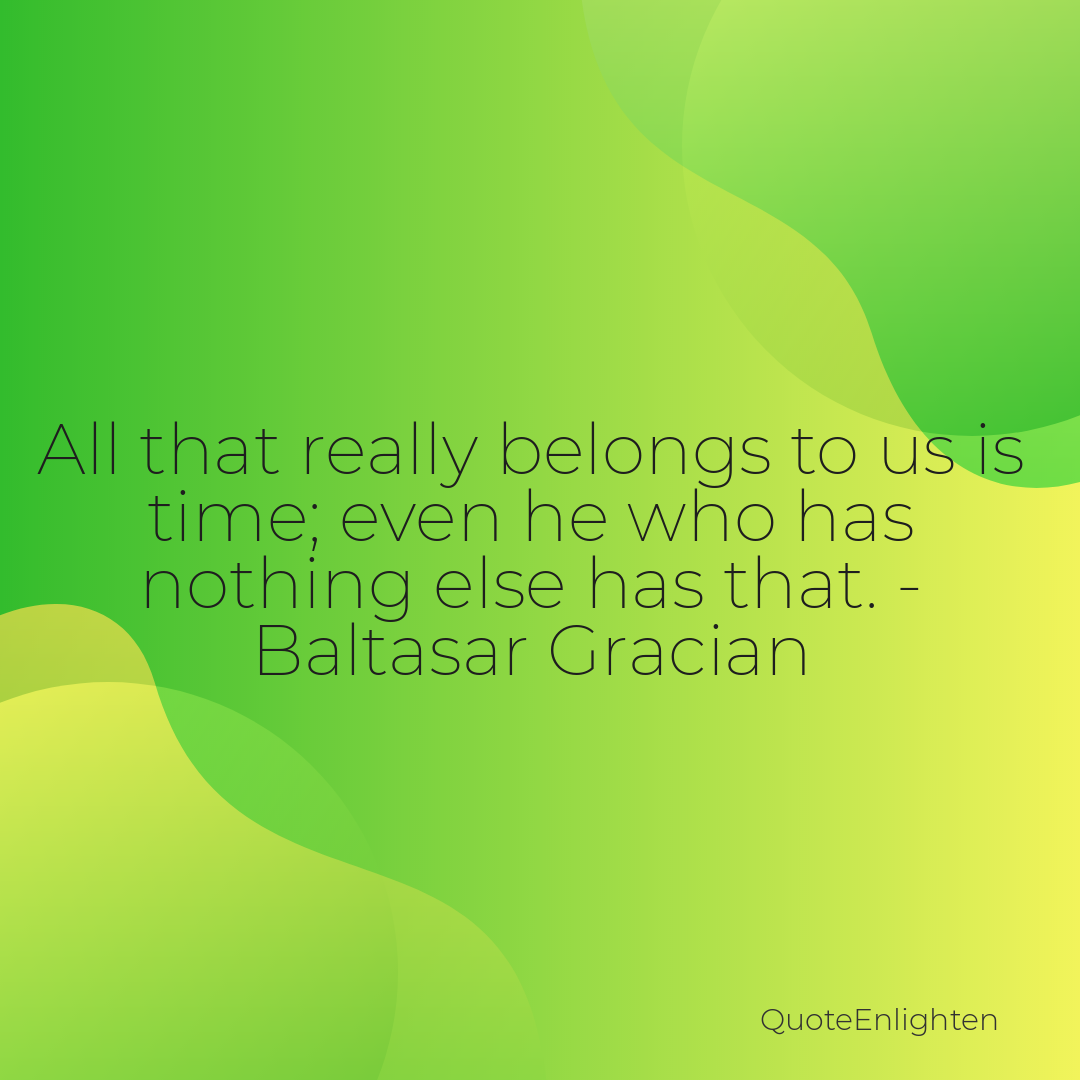 All that really belongs to us is
time; even he who has
nothing else has that. -
Baltasar Gracian
QuoteEnlighten